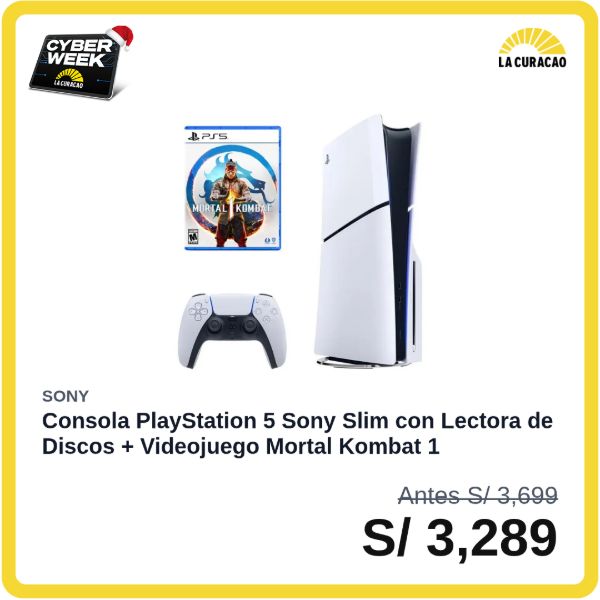 CYBER
WEEK
LA CURACAO
LA CURACAO
PS5
MORTAL KOMBAT
M
SONY
Consola PlayStation 5 Sony Slim con Lectora de
Discos + Videojuego Mortal Kombat 1
Antes S/ 3,699
S/ 3,289